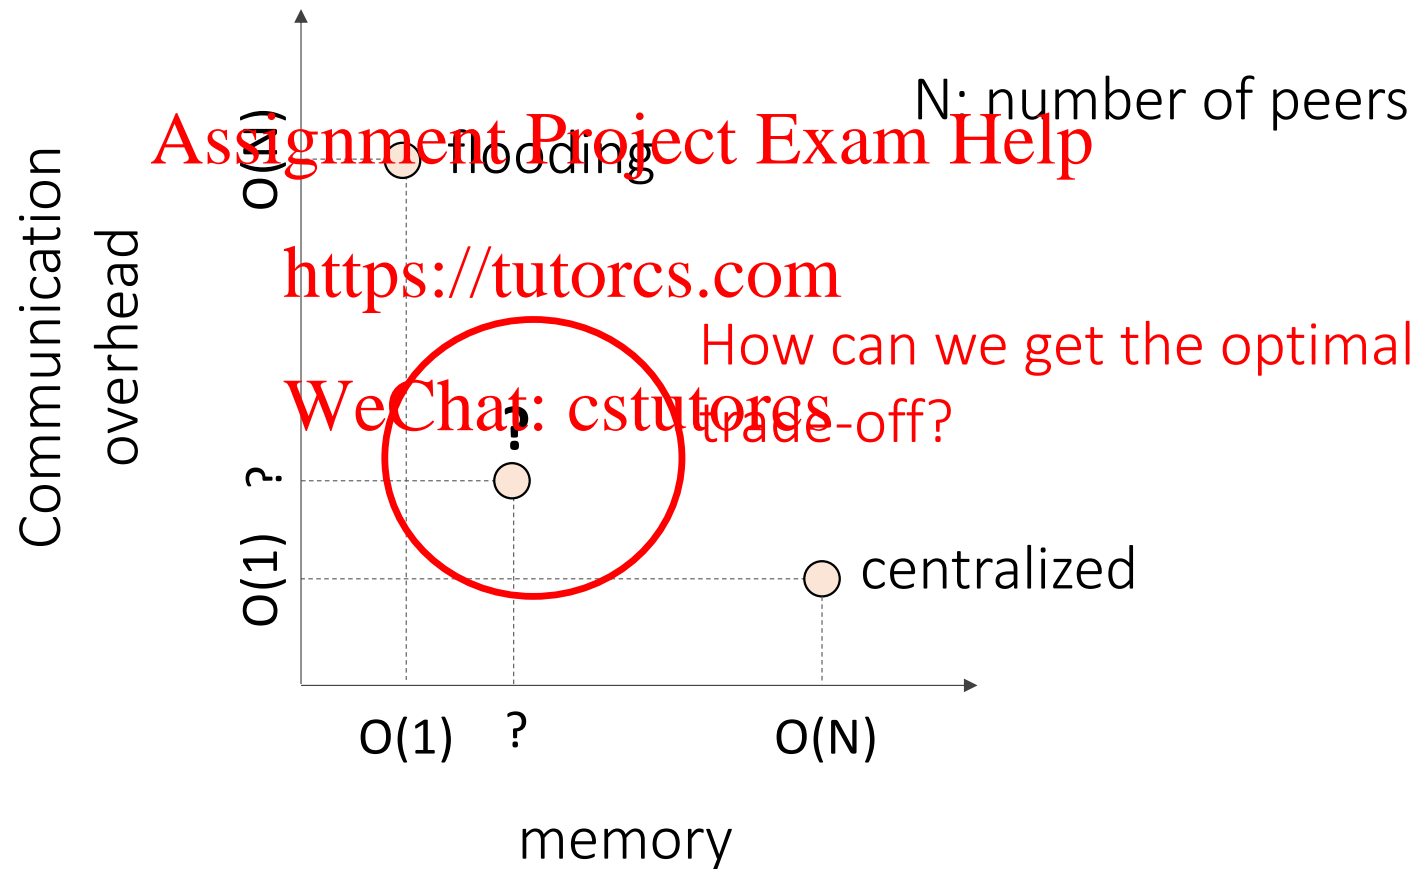 N: number of peers
Assignment Project Exam Help
O(N)
flooding
Communication
overhead
https://tutorcs.com
How can we get the optimal
trade-off?
WeChat: cstutorcs
?
?
O(1)
centralized
O(1)
?
O(N)
memory